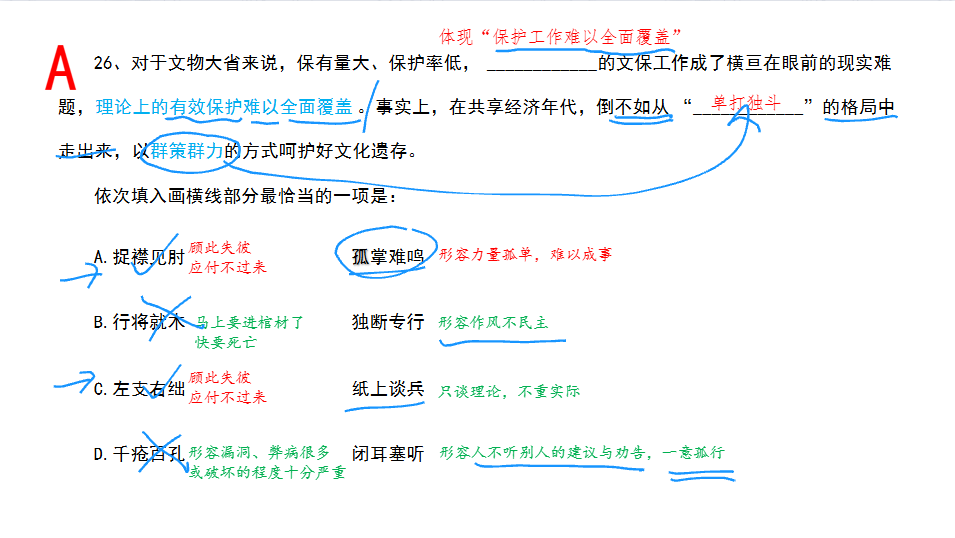 体现“保护工作难以全面覆盖”
A
26、对于文物大省来说，保有量大、保护率低，____________的文保工作成了横亘在眼前的现实难
题，理论上的有效保护难以全面覆盖。事实上，在共享经济年代，倒不如从“____________”的格局中
单打独斗
走出来，以群策群力的方式呵护好文化遗存。
依次填入画横线部分最恰当的一项是：
A.捉襟见肘 顾此失彼 孤掌难鸣 形容力量孤单，难以成事
应付不过来
B.行将就木 马上要进棺材了 独断专行 形容作风不民主
快要死亡
C.左支右绌 顾此失彼 纸上谈兵 只谈理论，不重实际
应付不过来
D.千疮百孔 形容漏洞、弊病很多 闭耳塞听 形容人不听别人的建议与劝告，一意孤行
或破坏的程度十分严重